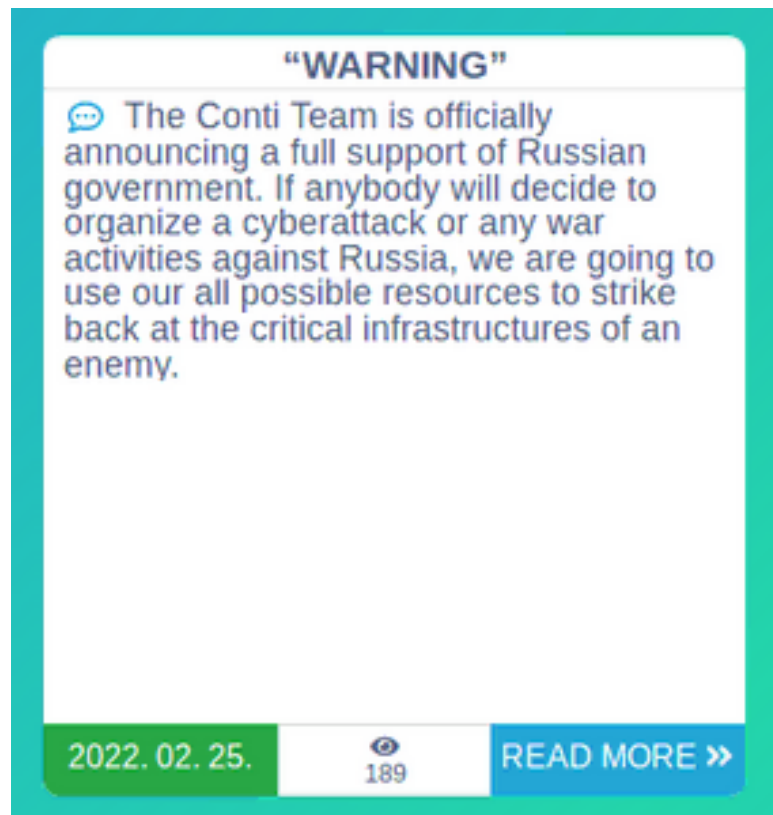 “WARNING”
The Conti Team is officially
announcing a full support of Russian
government. If anybody will decide to
organize a cyberattack or any war
activities against Russia, we are going to
use our all possible resources to strike
back at the critical infrastructures of an
enemy.
2022. 02. 25.
189
READ MORE »